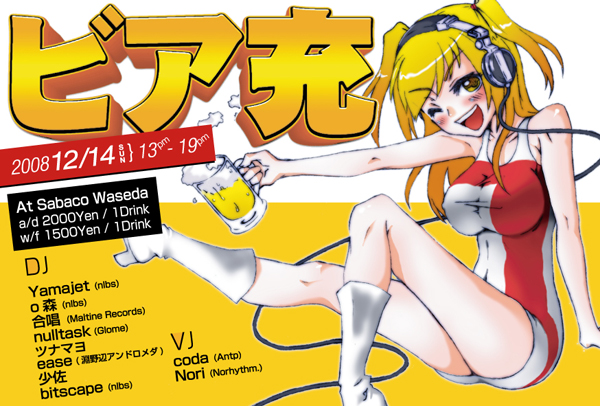 ビア充
2008 12/14 SUN } 13pm - 19pm
At Sabaco Waseda
a/d 2000Yen / 1Drink
w/f 1500Yen / 1Drink
DJ
Yamajet (nlbs)
o森 (nlbs)
合唱 (Maltine Records)
nulltask (Glome)
ツナマヨ
ease (淵野辺アンドロメダ)
少佐
bitscape (nlbs)
VJ
coda (Antp)
Nori (Norhythm.)